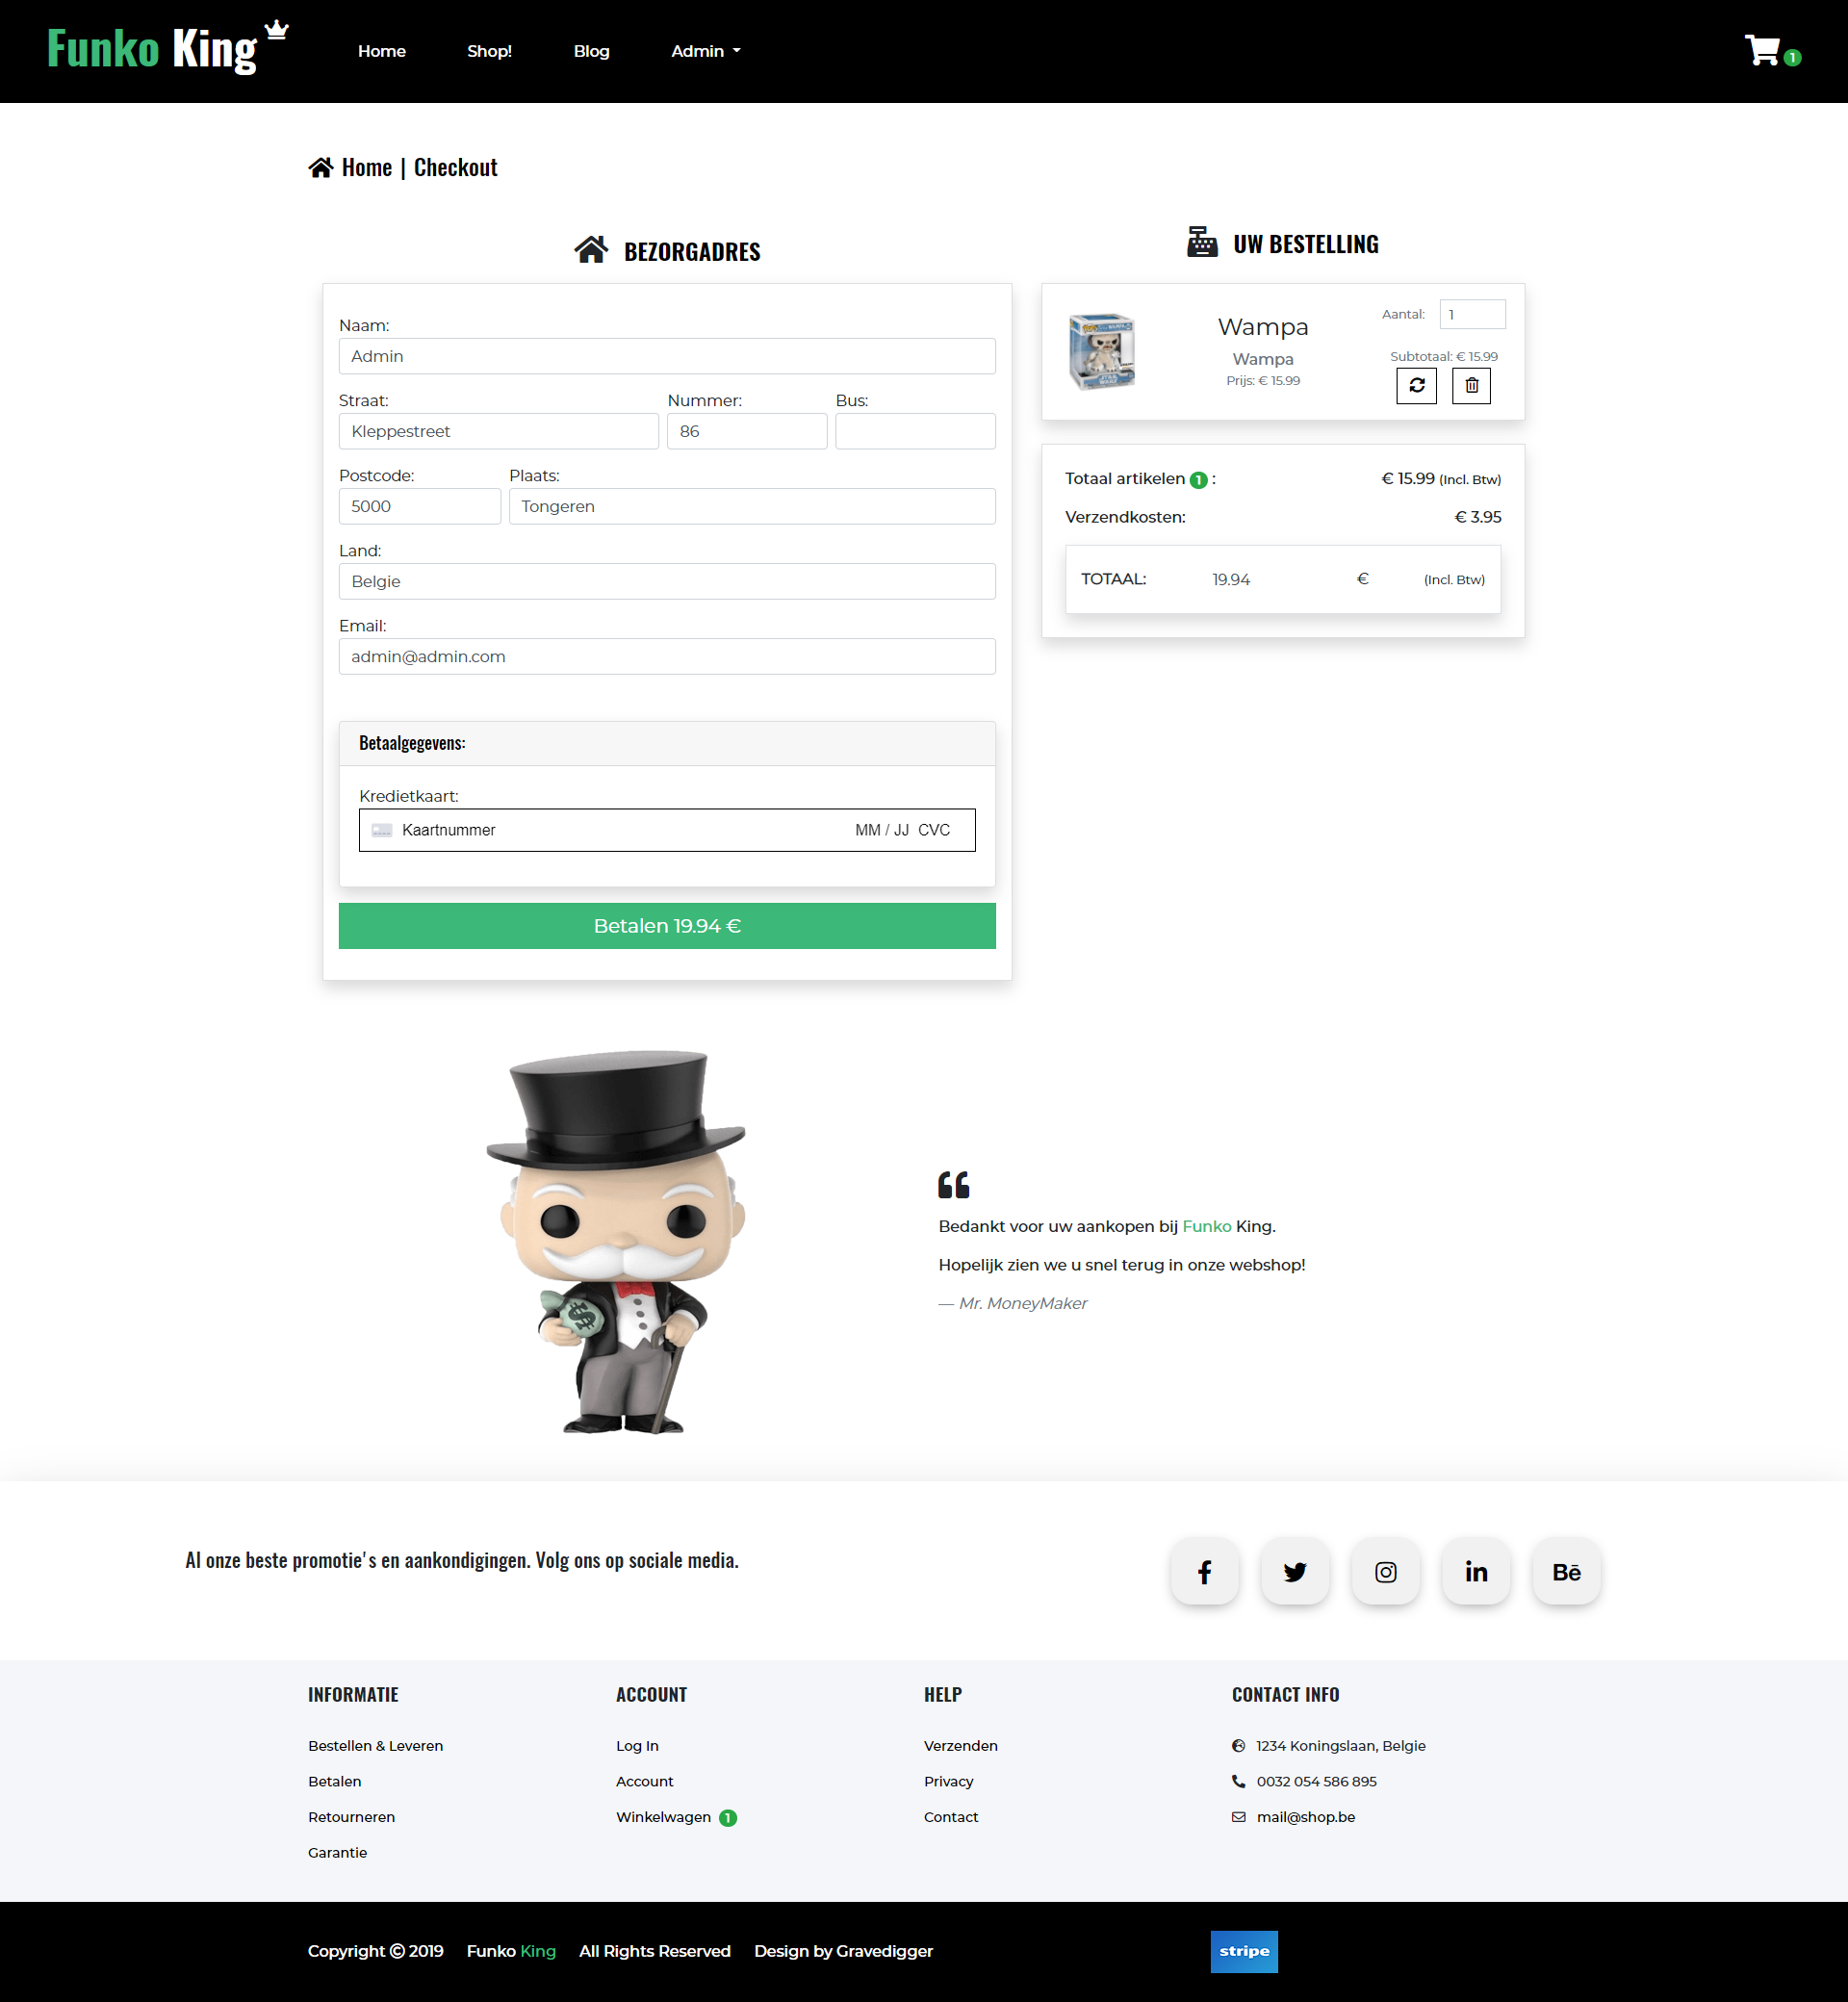 Funko King
Home
Shop!
Blog
Admin
1
Home | Checkout
BEZORGADRES
Naam:
Admin
Straat:
Nummer:
Bus:
Kleppestreet
86
Postcode:
Plaats:
5000
Tongeren
Land:
Belgie
Email:
admin@admin.com
Betaalgegevens:
Kredietkaart:
Kaartnummer
MM / JJ CVC
Betalen 19.94 €
UW BESTELLING
Wampa
Wampa
Prijs: € 15.99
Aantal:
1
Subtotaal: € 15.99
Totaal artikelen 1 :
€ 15.99 (Incl. Btw)
Verzendkosten:
€ 3.95
TOTAAL:
19.94
€
(Incl. Btw)
Bedankt voor uw aankopen bij Funko King.
Hopelijk zien we u snel terug in onze webshop!
— Mr. MoneyMaker
Al onze beste promotie's en aankondigingen. Volg ons op sociale media.
INFORMATIE
Bestellen & Leveren
Betalen
Retourneren
Garantie
ACCOUNT
Log In
Account
Winkelwagen 1
HELP
Verzenden
Privacy
Contact
CONTACT INFO
1234 Koningslaan, Belgie
0032 054 586 895
mail@shop.be
Copyright © 2019
Funko King
All Rights Reserved
Design by Gravedigger
stripe